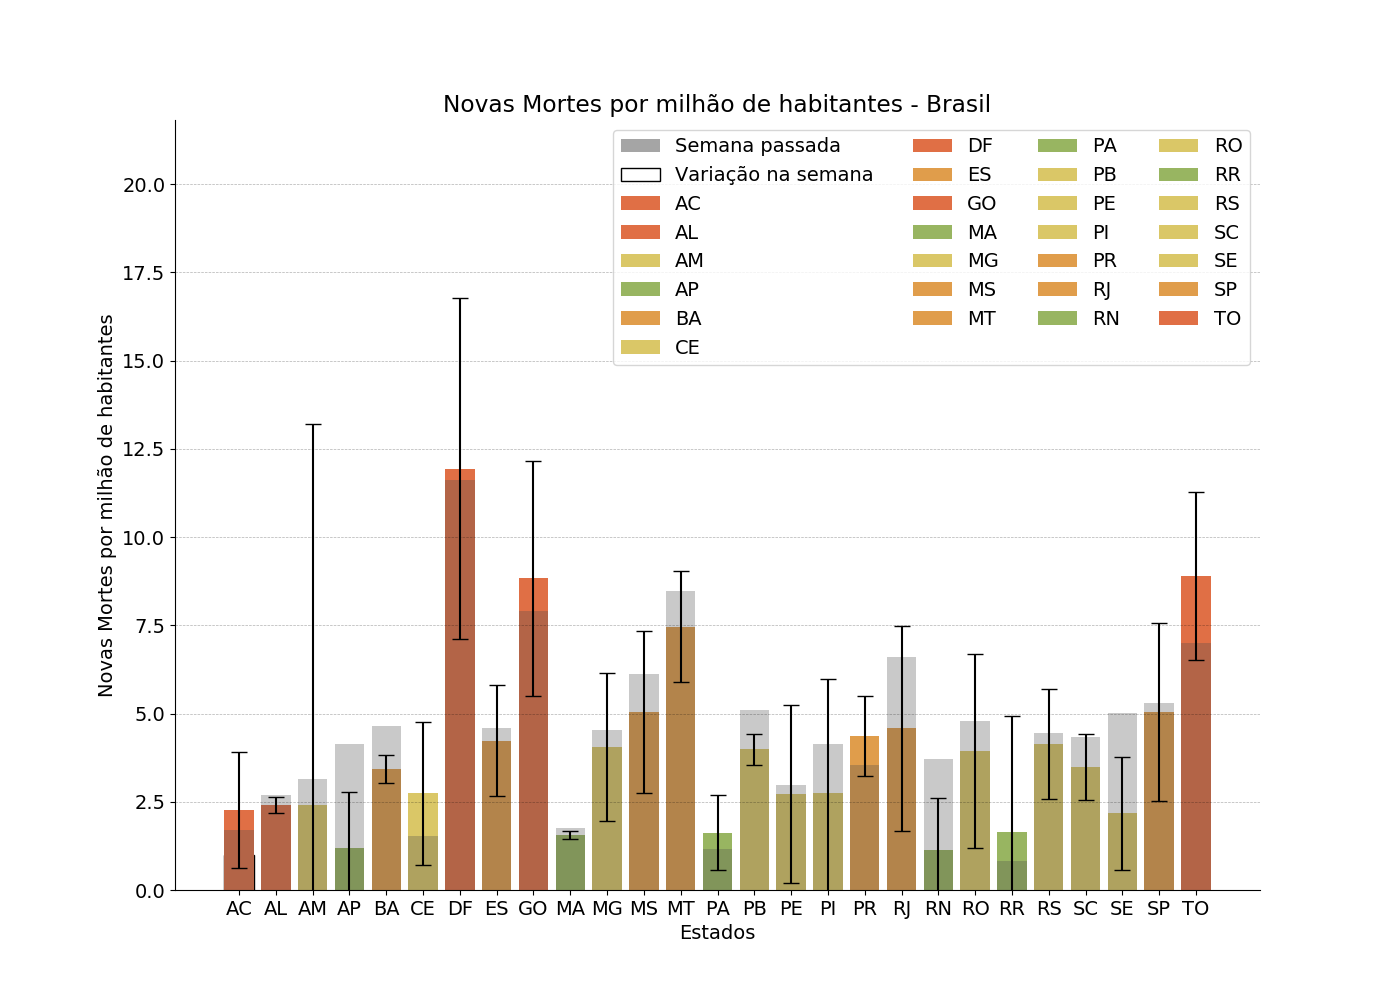 Novas Mortes por milhão de habitantes - Brasil
Semana passada
Variação na semana
AC
AL
AM
AP
BA
CE
DF
ES
GO
MA
MG
MS
MT
PA
PB
PE
PI
PR
RJ
RN
RO
RR
RS
SC
SE
SP
TO
Novas Mortes por milhão de habitantes
20.0
17.5
15.0
12.5
10.0
7.5
5.0
2.5
0.0
AC AL AM AP BA CE DF ES GO MA MG MS MT PA PB PE PI PR RJ RN RO RR RS SC SE SP TO
Estados